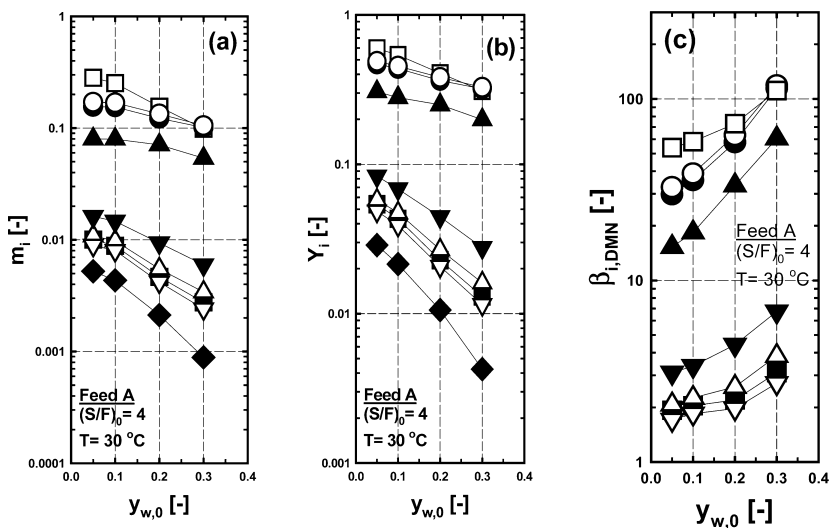 (a)
1
0.1
0.01
0.001
0.0001
m_i [-]
Feed A
(S/F)_0= 4
T= 30 °C
0.0 0.1 0.2 0.3 0.4
y_w,0 [-]
(b)
1
0.1
0.01
0.001
Y_i [-]
Feed A
(S/F)_0= 4
T= 30 °C
0.0 0.1 0.2 0.3 0.4
y_w,0 [-]
(c)
100
10
1
β_i,DMN [-]
Feed A
(S/F)_0= 4
T= 30 °C
0.0 0.1 0.2 0.3 0.4
y_w,0 [-]